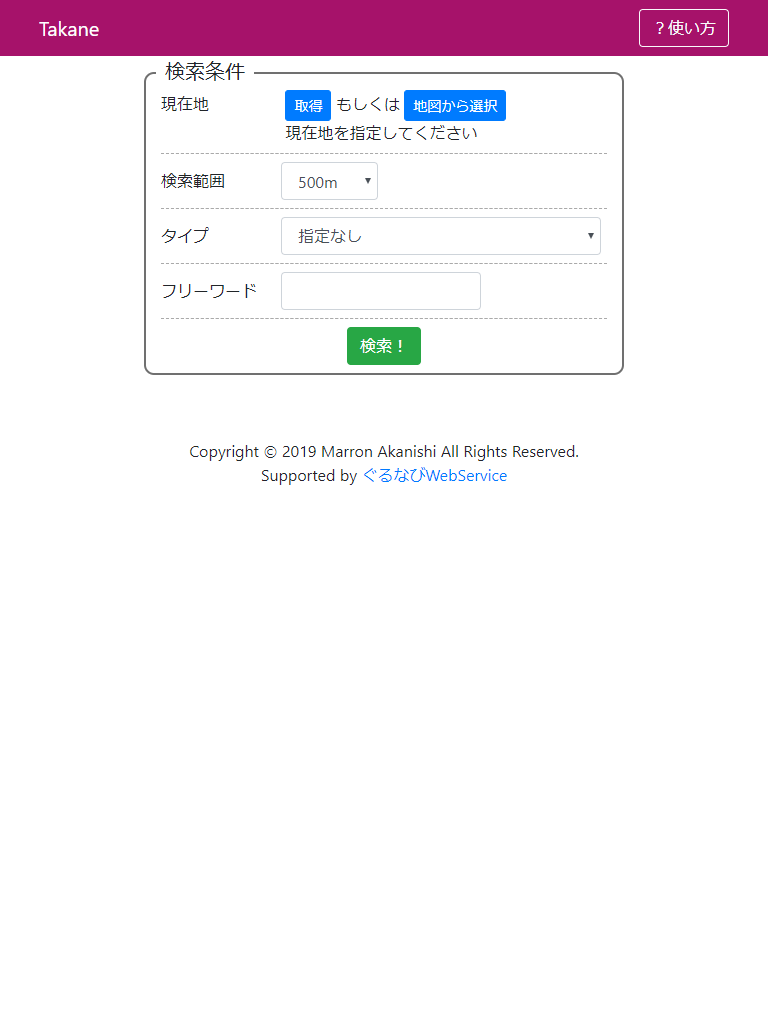 Takane
？使い方
検索条件
現在地 取得 もしくは 地図から選択
現在地を指定してください
検索範囲 500m
タイプ 指定なし
フリーワード
検索！
Copyright © 2019 Marron Akanishi All Rights Reserved.
Supported by ぐるなびWebService